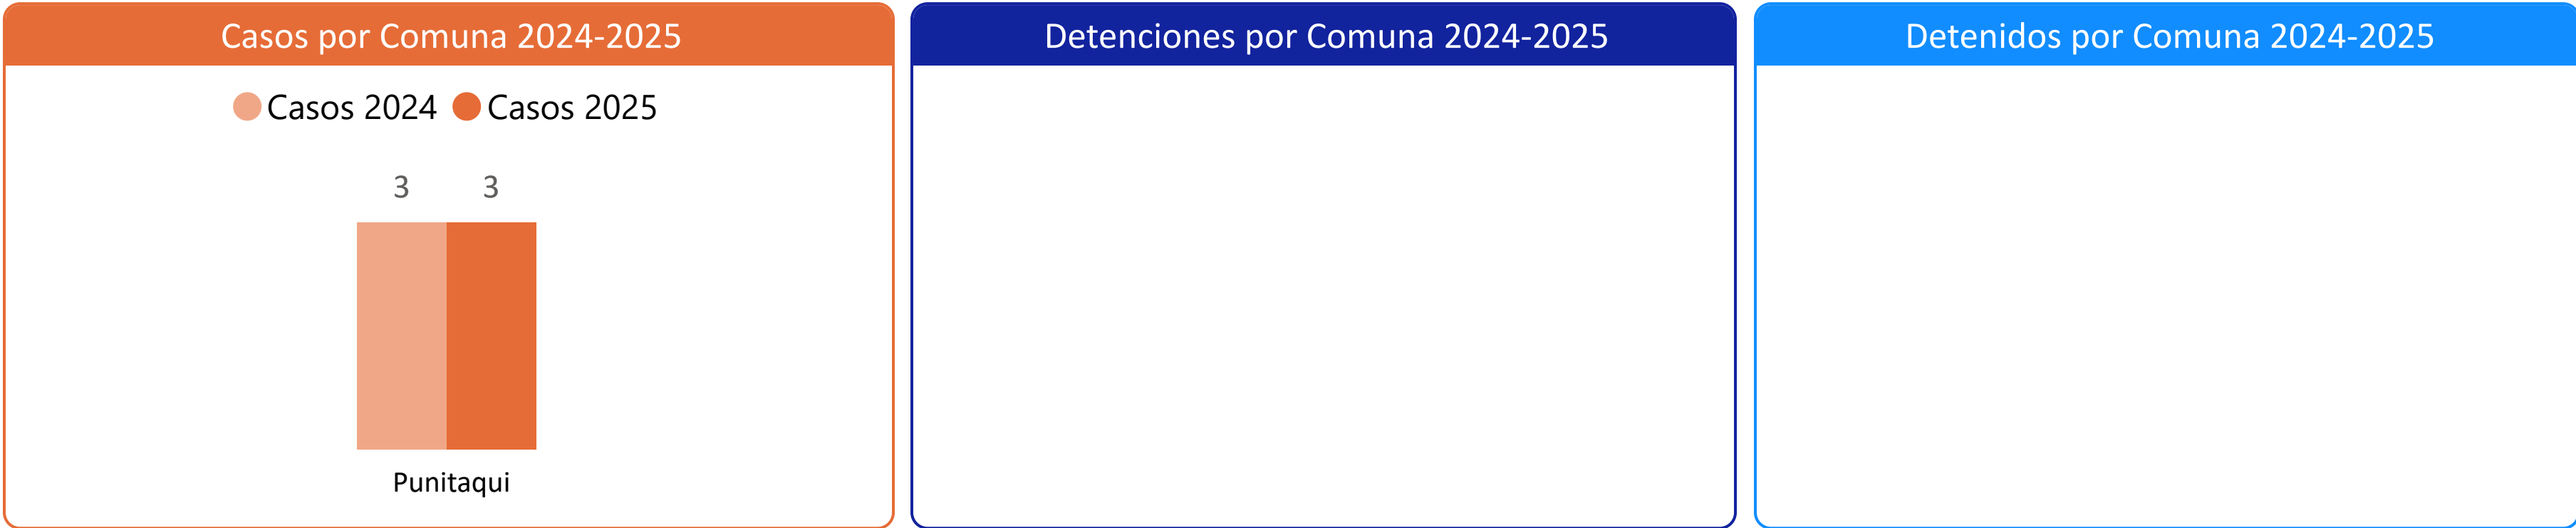 Casos por Comuna 2024-2025
Casos 2024 Casos 2025
3 3
Punitaqui
Detenciones por Comuna 2024-2025
Detenidos por Comuna 2024-2025